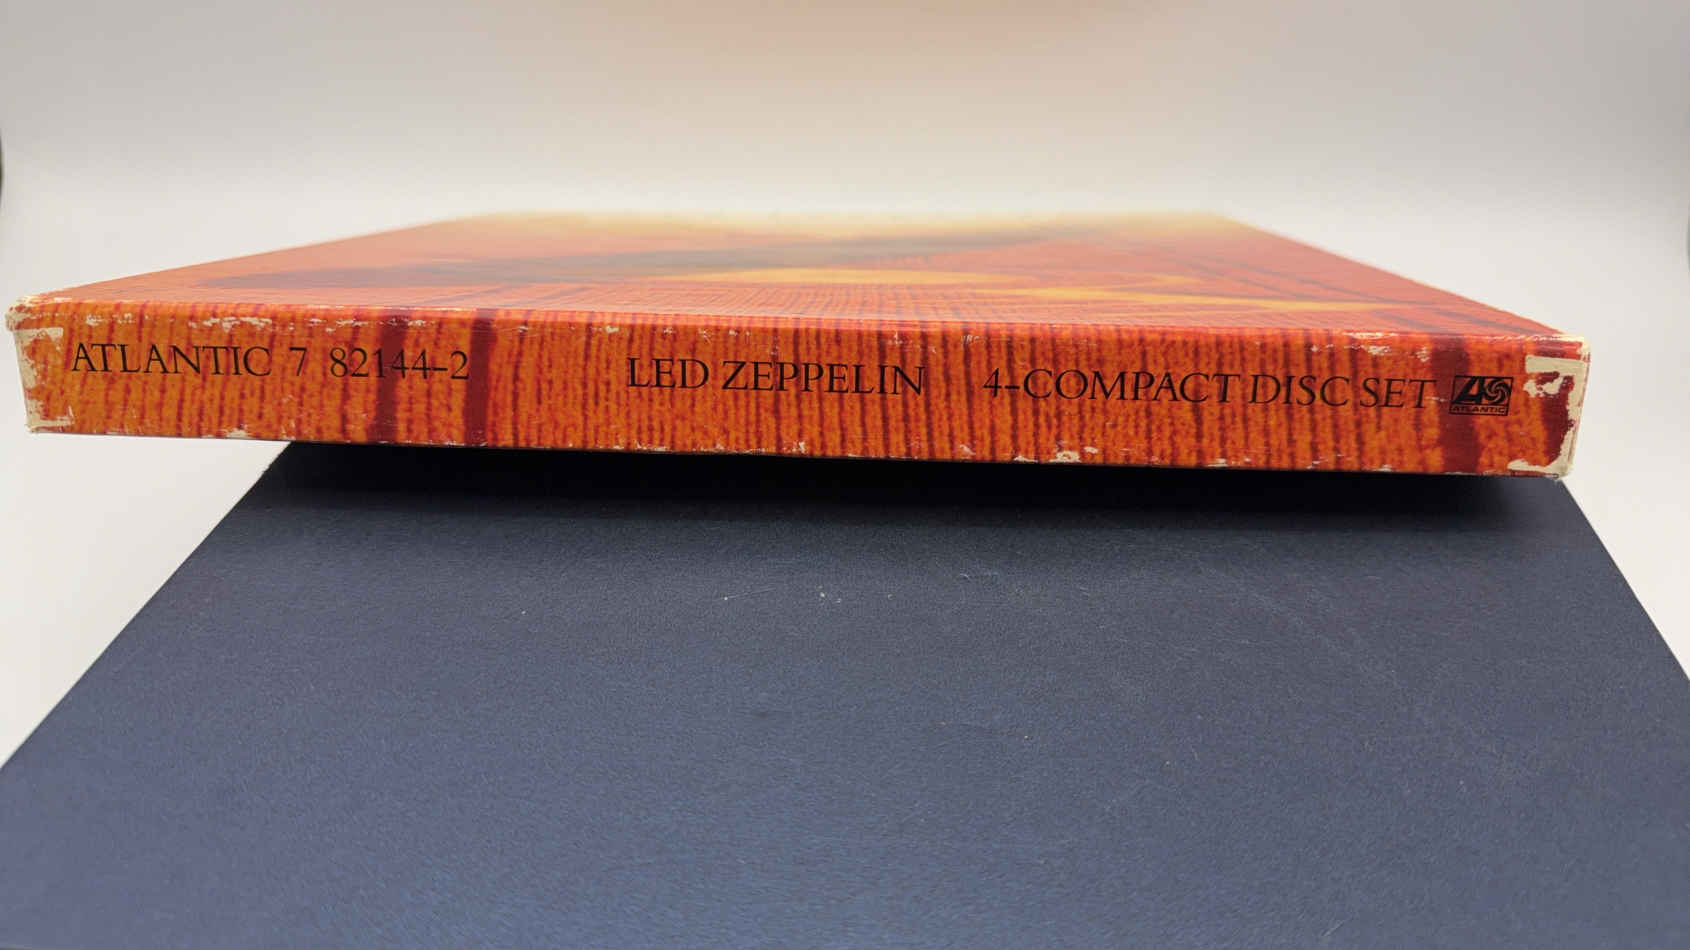 ATLANTIC 7 82144-2 LED ZEPPELIN 4-COMPACT DISC SET
ATLANTIC